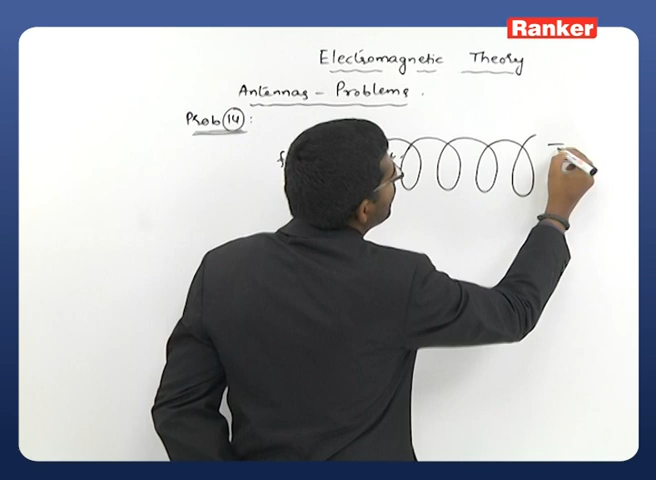 Ranker
Electromagnetic Theory
Antennas - Problems.
Prob 14 :